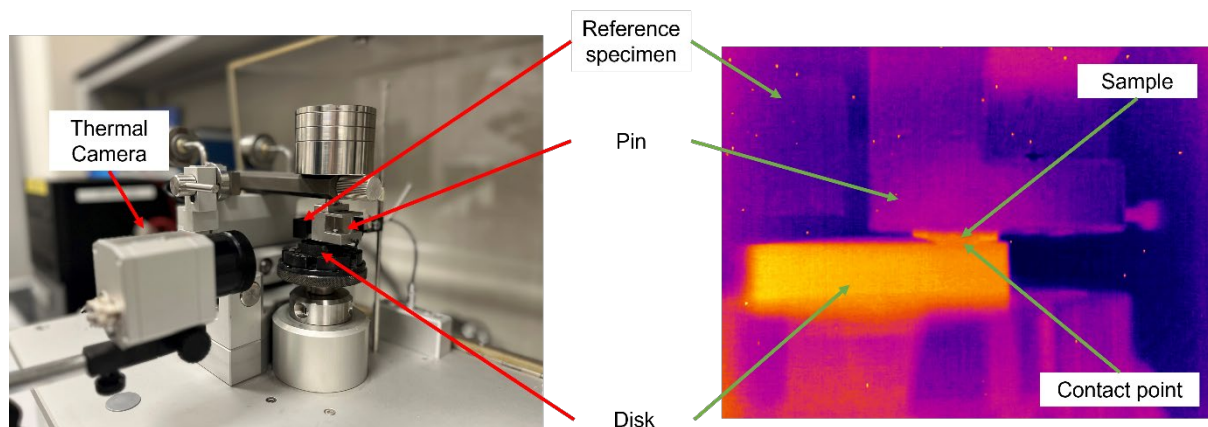 Reference
specimen
Thermal
Camera
Sample
Pin
Contact point
Disk